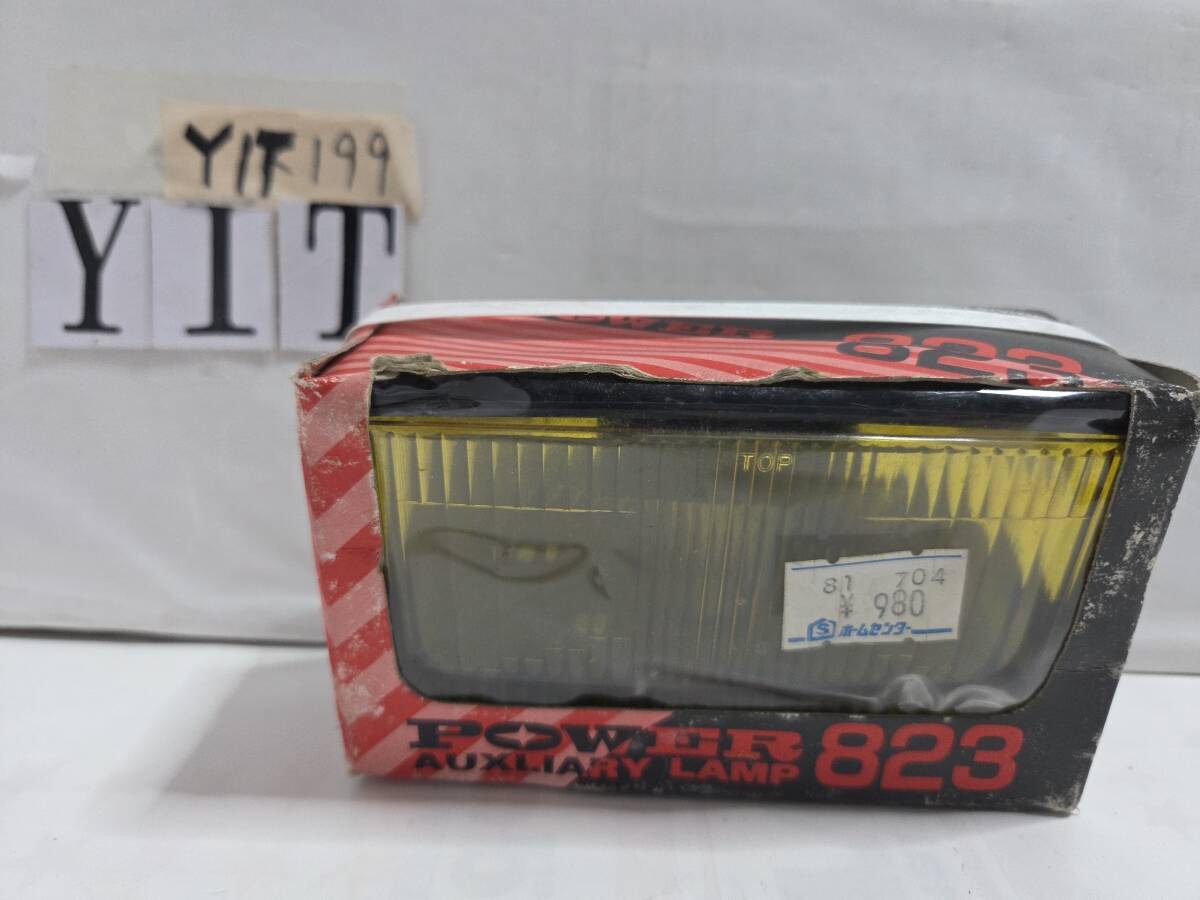 YIT199
YIT
POWER 823
TOP
81 704
¥ 980
S ホームセンター
POWER 823
AUXLIARY LAMP